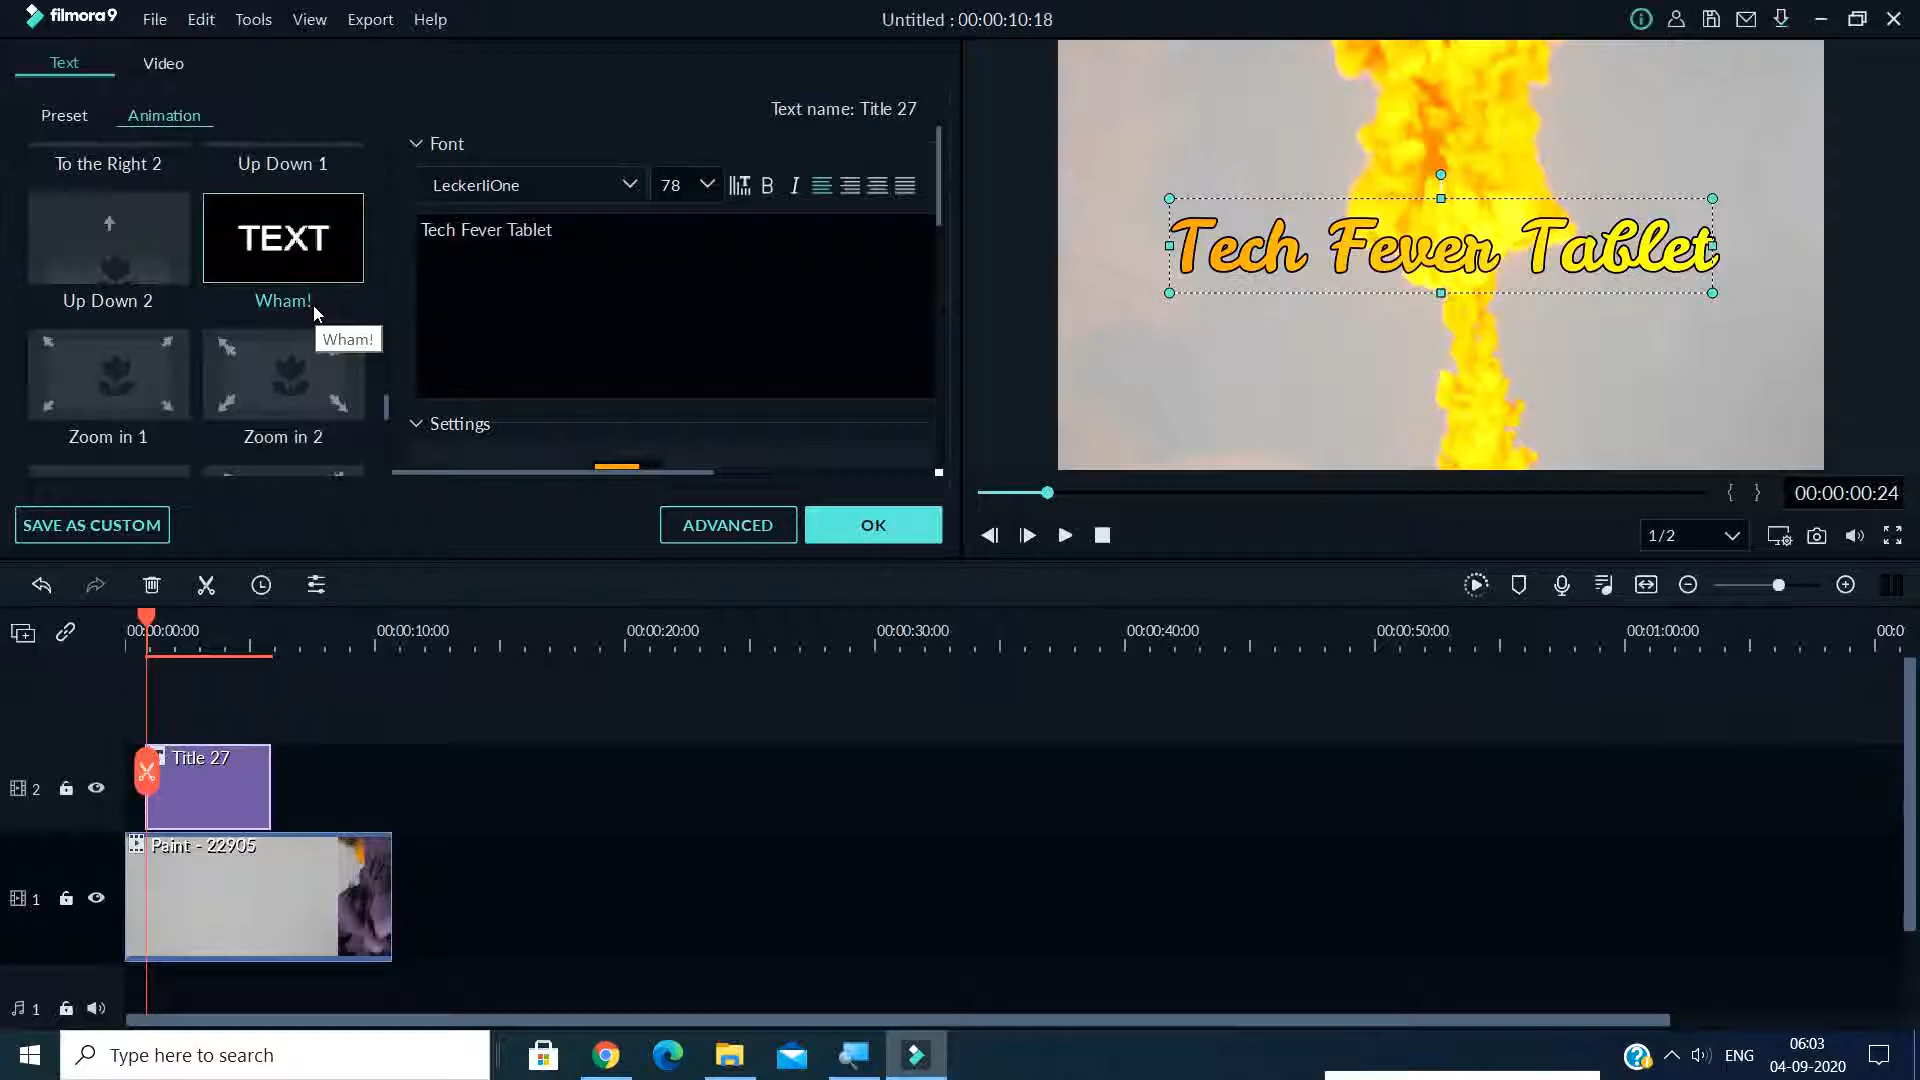 filmora9 File Edit Tools View Export Help Untitled : 00:00:10:18
Text Video
Preset Animation
Text name: Title 27
To the Right 2 Up Down 1
Font
LeckerliOne 78 B I
Tech Fever Tablet
TEXT
Up Down 2 Wham!
Wham!
Zoom in 1 Zoom in 2
Settings
SAVE AS CUSTOM ADVANCED OK
Tech Fever Tablet
{ } 00:00:00:24
1/2
00:00:00:00 00:00:10:00 00:00:20:00 00:00:30:00 00:00:40:00 00:00:50:00 00:01:00:00 00:0
Title 27
2
Paint - 22905
1
1
Type here to search
ENG
06:03
04-09-2020